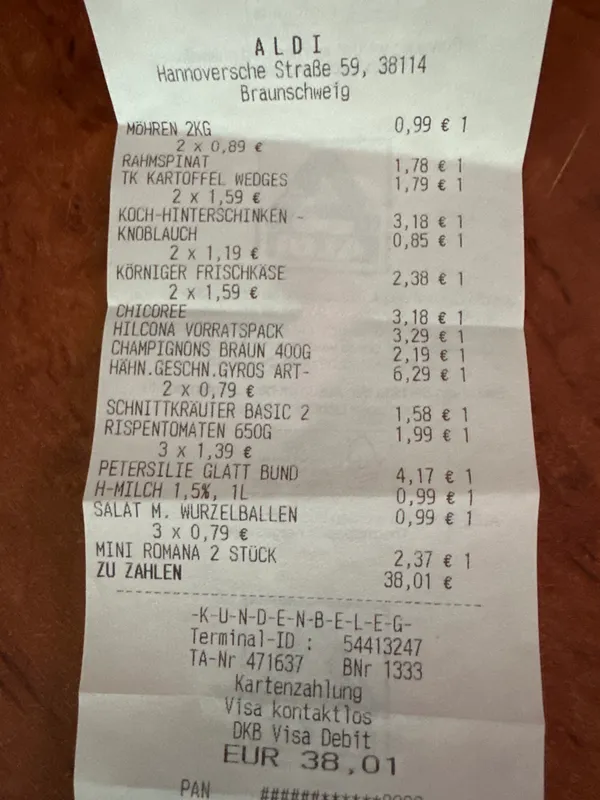 ALDI
Hannoversche Straße 59, 38114
Braunschweig
MÖHREN 2KG 0,99 € 1
2 x 0,89 €
RAHMSPINAT 1,78 € 1
TK KARTOFFEL WEDGES 1,79 € 1
2 x 1,59 €
KOCH-HINTERSCHINKEN - 3,18 € 1
KNOBLAUCH 0,85 € 1
2 x 1,19 €
KÖRNIGER FRISCHKÄSE 2,38 € 1
2 x 1,59 €
CHICOREE 3,18 € 1
HILCONA VORRATSPACK 3,29 € 1
CHAMPIGNONS BRAUN 400G 2,19 € 1
HÄHN.GESCHN.GYROS ART- 6,29 € 1
2 x 0,79 €
SCHNITTKRÄUTER BASIC 2 1,58 € 1
RISPENTOMATEN 650G 1,99 € 1
3 x 1,39 €
PETERSILIE GLATT BUND 4,17 € 1
H-MILCH 1,5%, 1L 0,99 € 1
SALAT M. WURZELBALLEN 0,99 € 1
3 x 0,79 €
MINI ROMANA 2 STÜCK 2,37 € 1
ZU ZAHLEN 38,01 €
-K-U-N-D-E-N-B-E-L-E-G-
Terminal-ID : 54413247
TA-Nr 471637 BNr 1333
Kartenzahlung
Visa kontaktlos
DKB Visa Debit
EUR 38,01
PAN